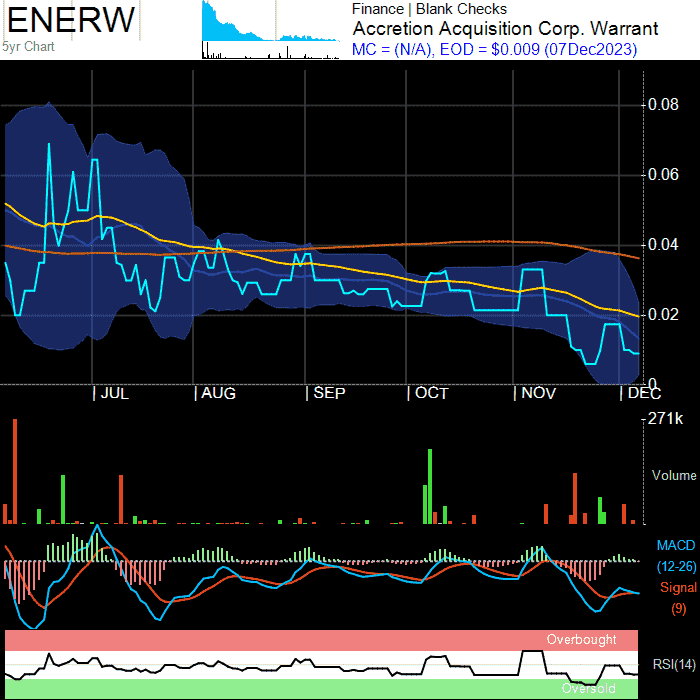 ENERW
5yr Chart
Finance | Blank Checks
Accretion Acquisition Corp. Warrant
MC = (N/A), EOD = $0.009 (07Dec2023)
0.08
0.06
0.04
0.02
0
| JUL | AUG | SEP | OCT | NOV | DEC
271k
Volume
MACD
(12-26)
Signal
(9)
Overbought
RSI(14)
Oversold